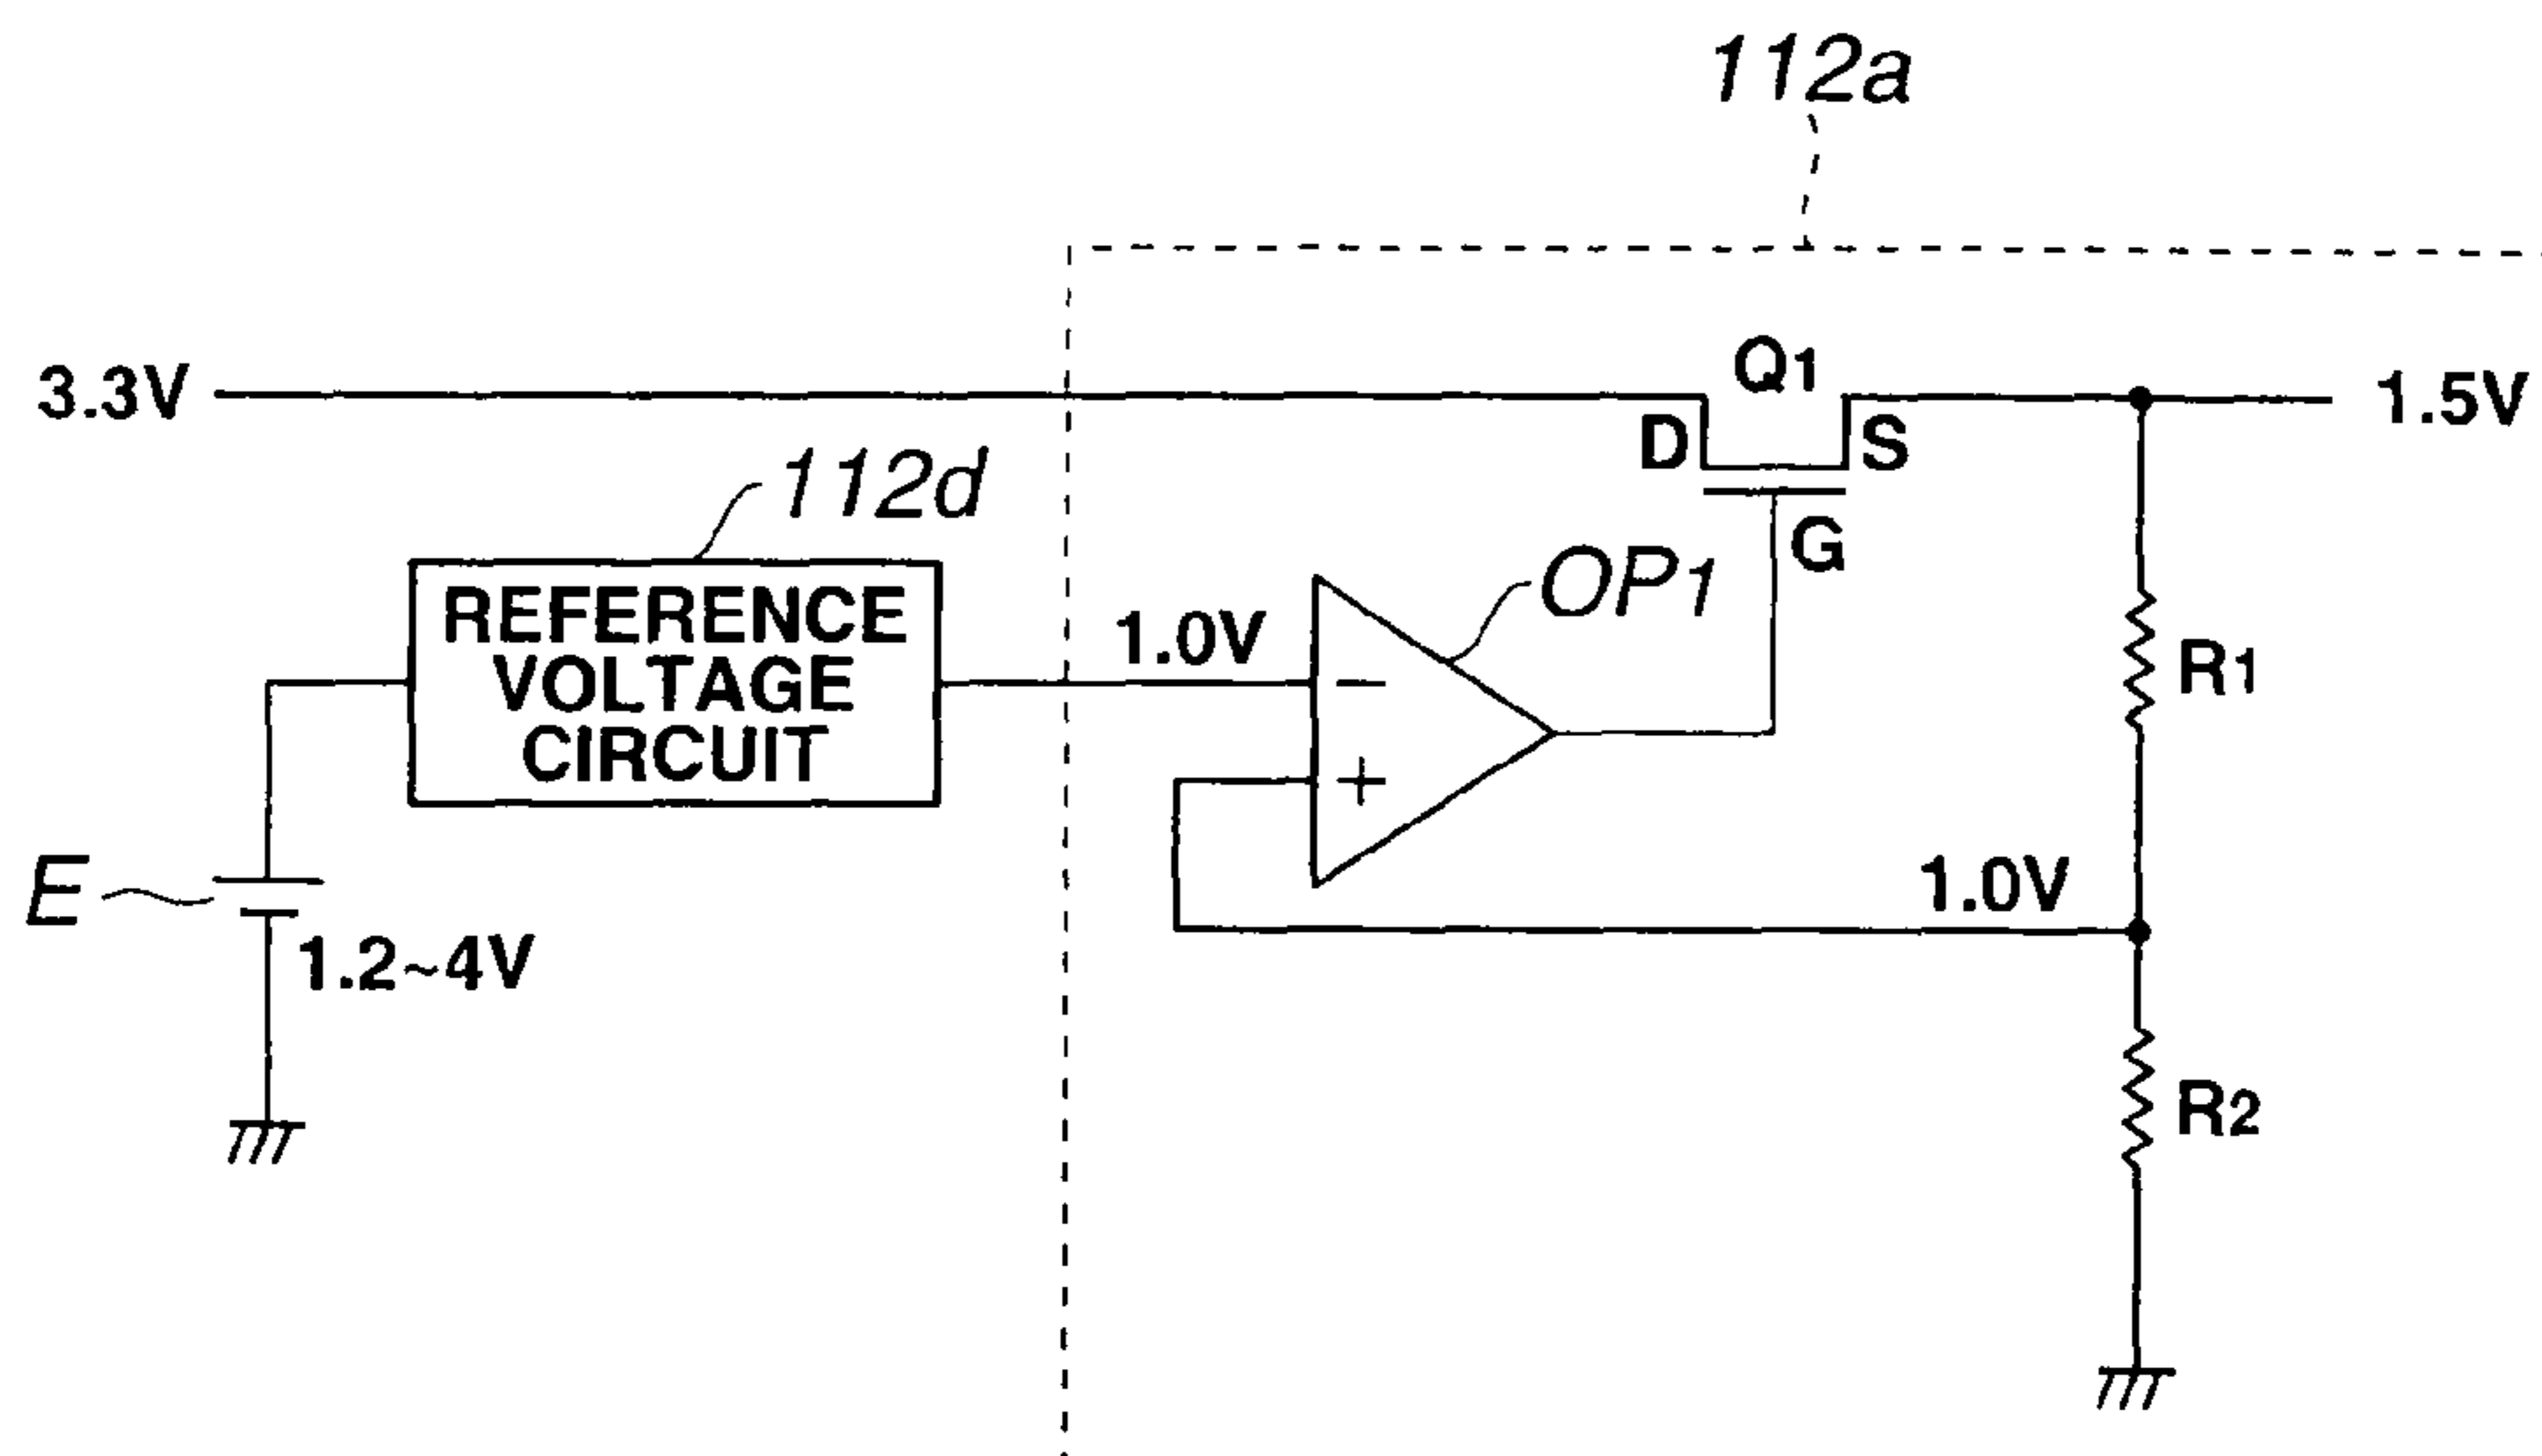 112a
3.3V
Q1
1.5V
D
S
112d
G
OP1
REFERENCE
VOLTAGE
CIRCUIT
1.0V
−
+
R1
E
1.2~4V
1.0V
R2